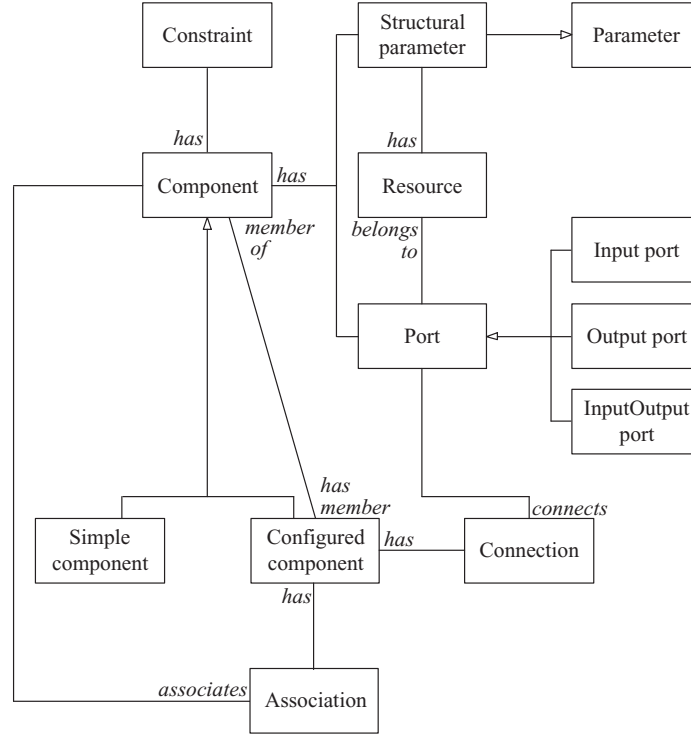 Constraint
Structural
parameter
Parameter
has
has
Component
has
Resource
member
of
belongs
to
Input port
Port
Output port
InputOutput
port
has
member
connects
Simple
component
Configured
component
has
Connection
has
associates
Association